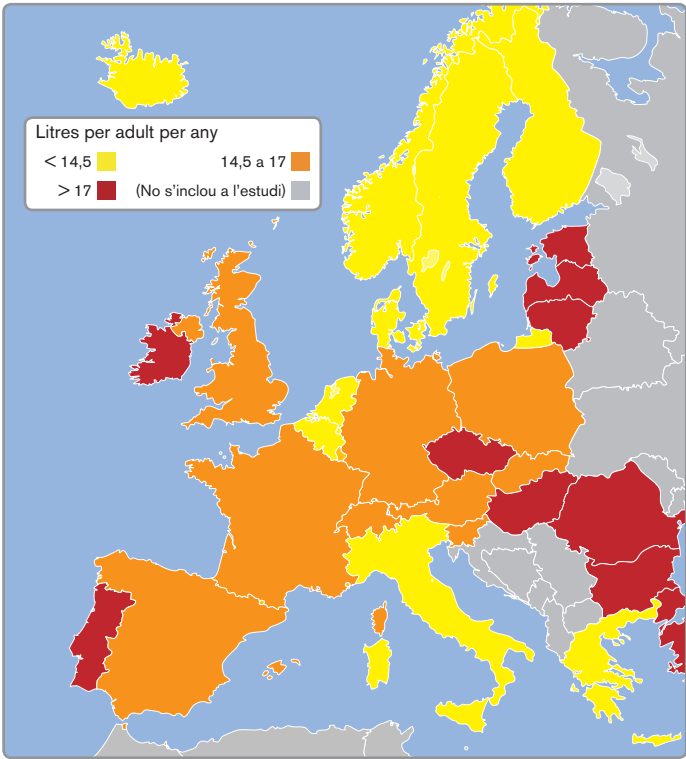 Litres per adult per any
< 14,5
14,5 a 17
> 17
(No s'inclou a l'estudi)